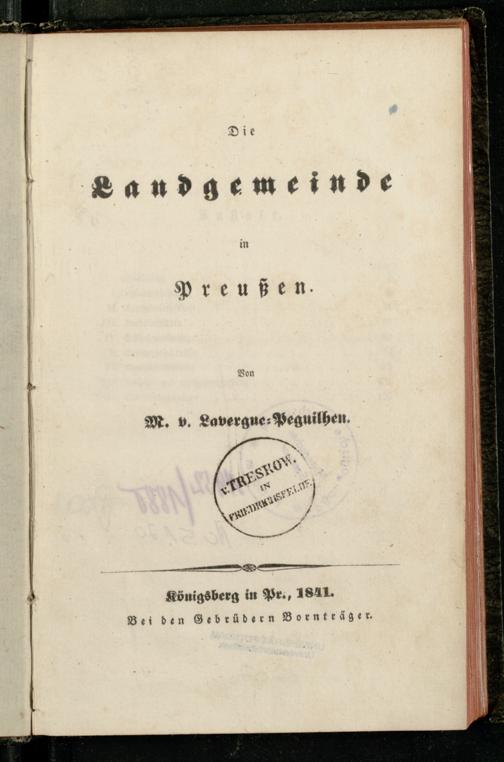 Die
Landgemeinde
in
Preußen.
Von
M. v. Lavergne-Peguilhen.
v. TRESKOW.
IN
FRIEDRICHSFELDE
Königsberg in Pr., 1841.
Bei den Gebrüdern Bornträger.